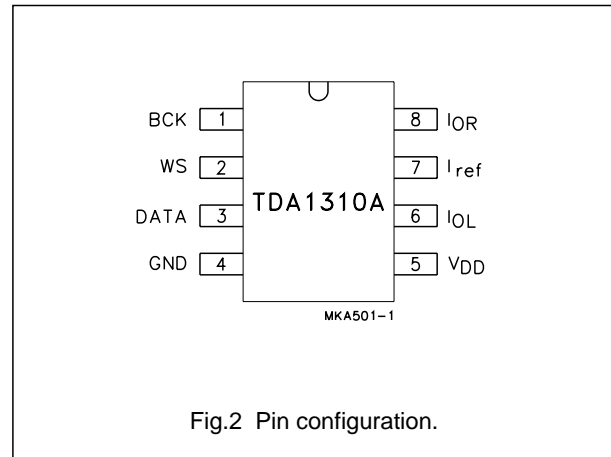 BCK 1 8 IOR
WS 2 7 Iref
TDA1310A
DATA 3 6 IOL
GND 4 5 VDD
MKA501-1
Fig.2 Pin configuration.